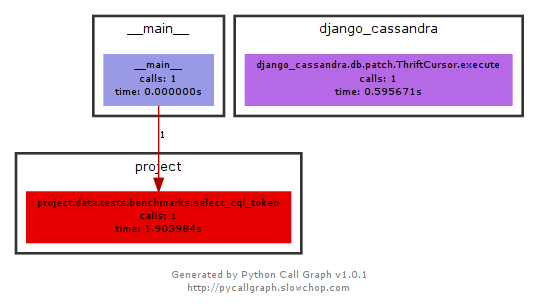 __main__
__main__
calls: 1
time: 0.000000s
django_cassandra
django_cassandra.db.patch.ThriftCursor.execute
calls: 1
time: 0.595671s
1
project
project.data.tests.benchmarks.select_cql_token
calls: 1
time: 1.903984s
Generated by Python Call Graph v1.0.1
http://pycallgraph.slowchop.com